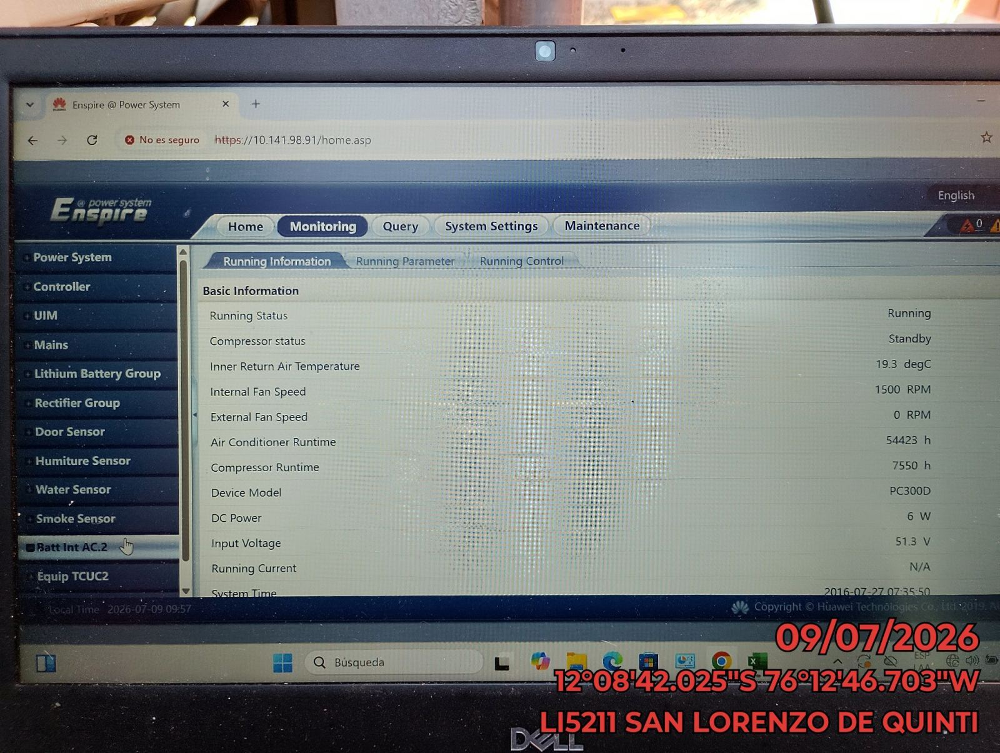 Enspire @ Power System
No es seguro https://10.141.98.91/home.asp
Enspire @ power system
English
Home Monitoring Query System Settings Maintenance
0
Power System
Controller
UIM
Mains
Lithium Battery Group
Rectifier Group
Door Sensor
Humiture Sensor
Water Sensor
Smoke Sensor
Batt Int AC.2
Equip TCUC2
Running Information Running Parameter Running Control
Basic Information
Running Status Running
Compressor status Standby
Inner Return Air Temperature 19.3 degC
Internal Fan Speed 1500 RPM
External Fan Speed 0 RPM
Air Conditioner Runtime 54423 h
Compressor Runtime 7550 h
Device Model PC300D
DC Power 6 W
Input Voltage 51.3 V
Running Current N/A
System Time 2016-07-27 07:35:50
Local Time 2026-07-09 09:57
Copyright © Huawei Technologies Co., Ltd. 2019.
Búsqueda
ESP
LAA
09/07/2026
12°08'42.025"S 76°12'46.703"W
LI5211 SAN LORENZO DE QUINTI
DELL